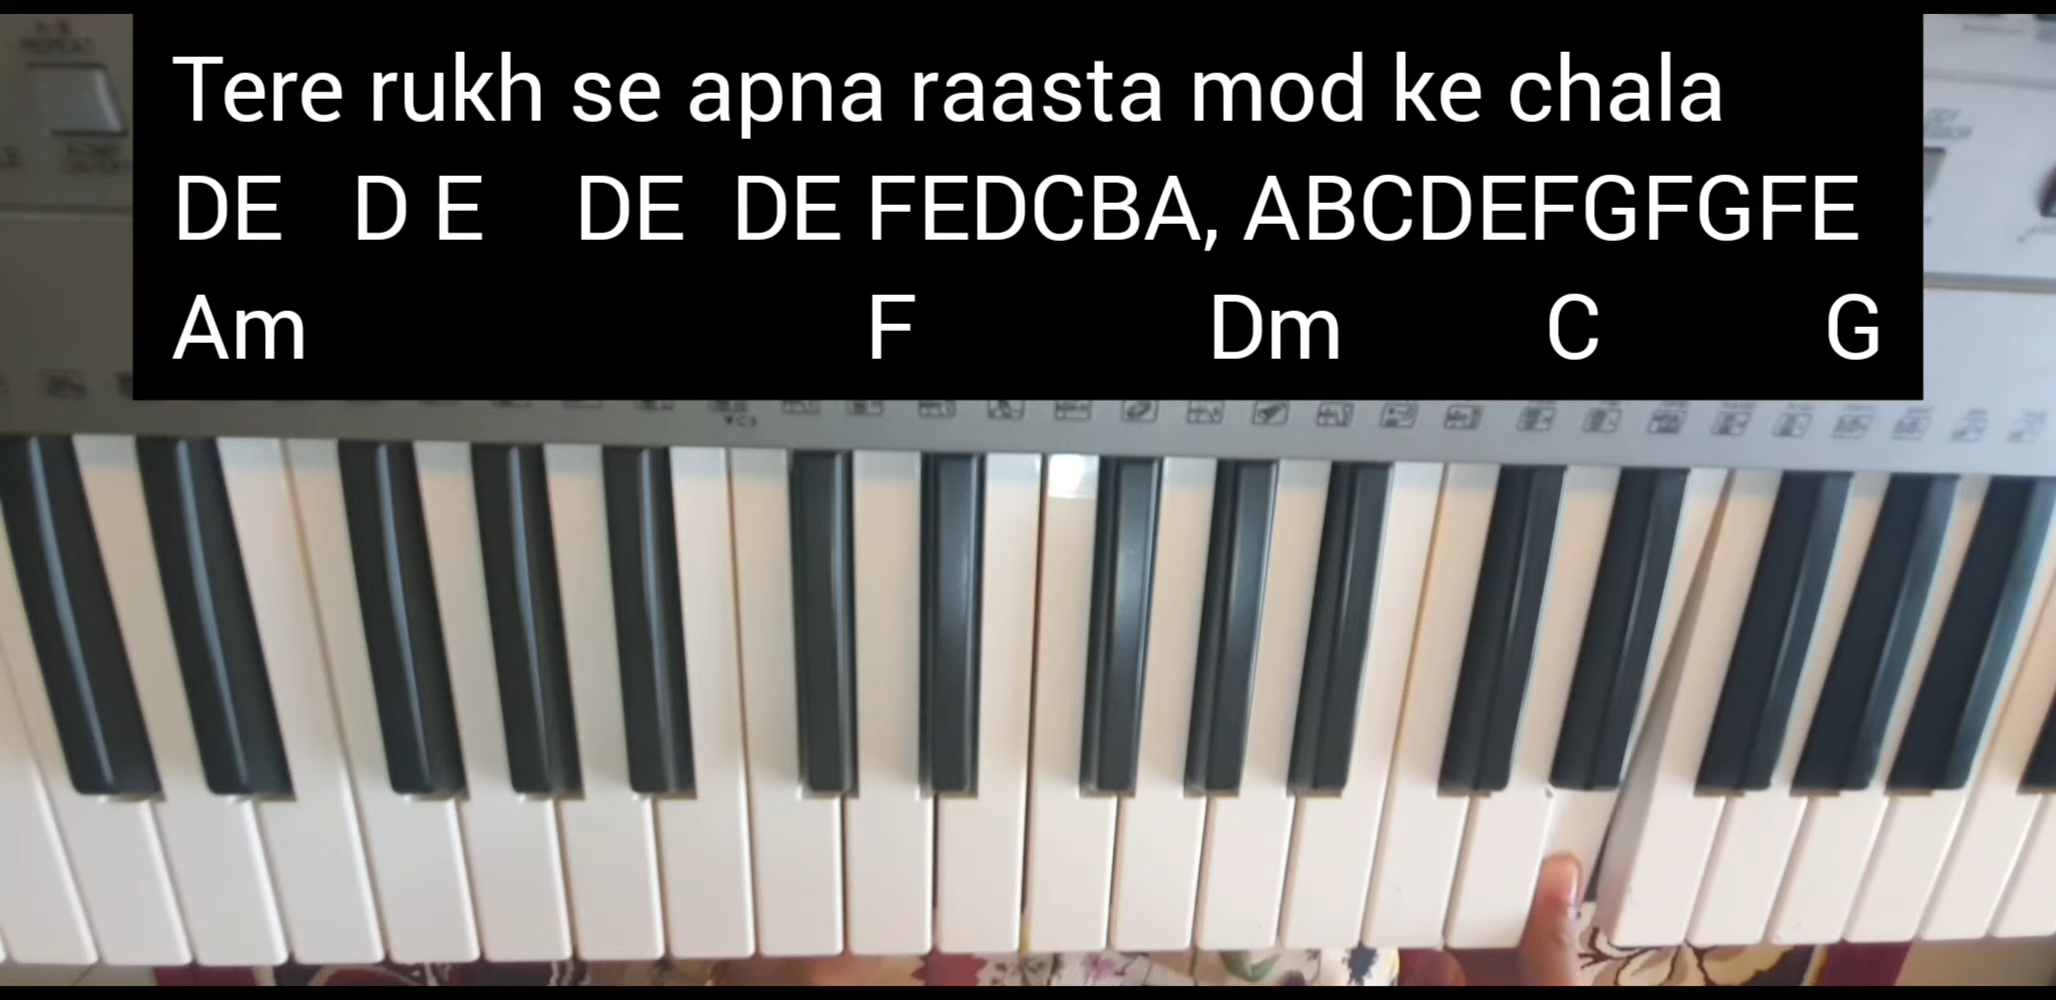 Tere rukh se apna raasta mod ke chala
DE D E DE DE FEDCBA, ABCDEFGFGFE
Am F Dm C G